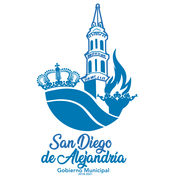 San Diego
de Alejandría
Gobierno Municipal